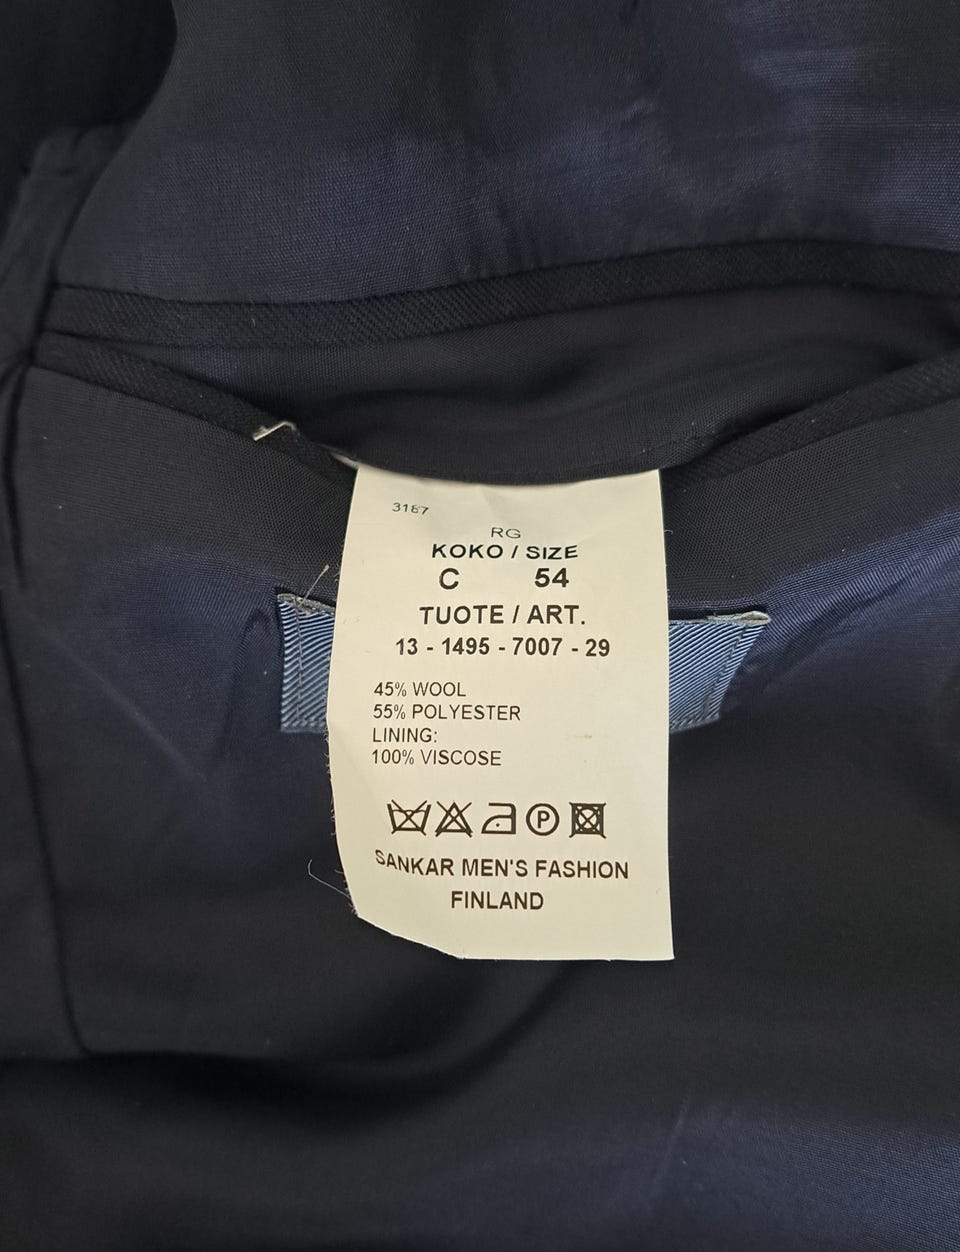 3187
RG
KOKO / SIZE
C 54
TUOTE / ART.
13 - 1495 - 7007 - 29
45% WOOL
55% POLYESTER
LINING:
100% VISCOSE
P
SANKAR MEN'S FASHION
FINLAND